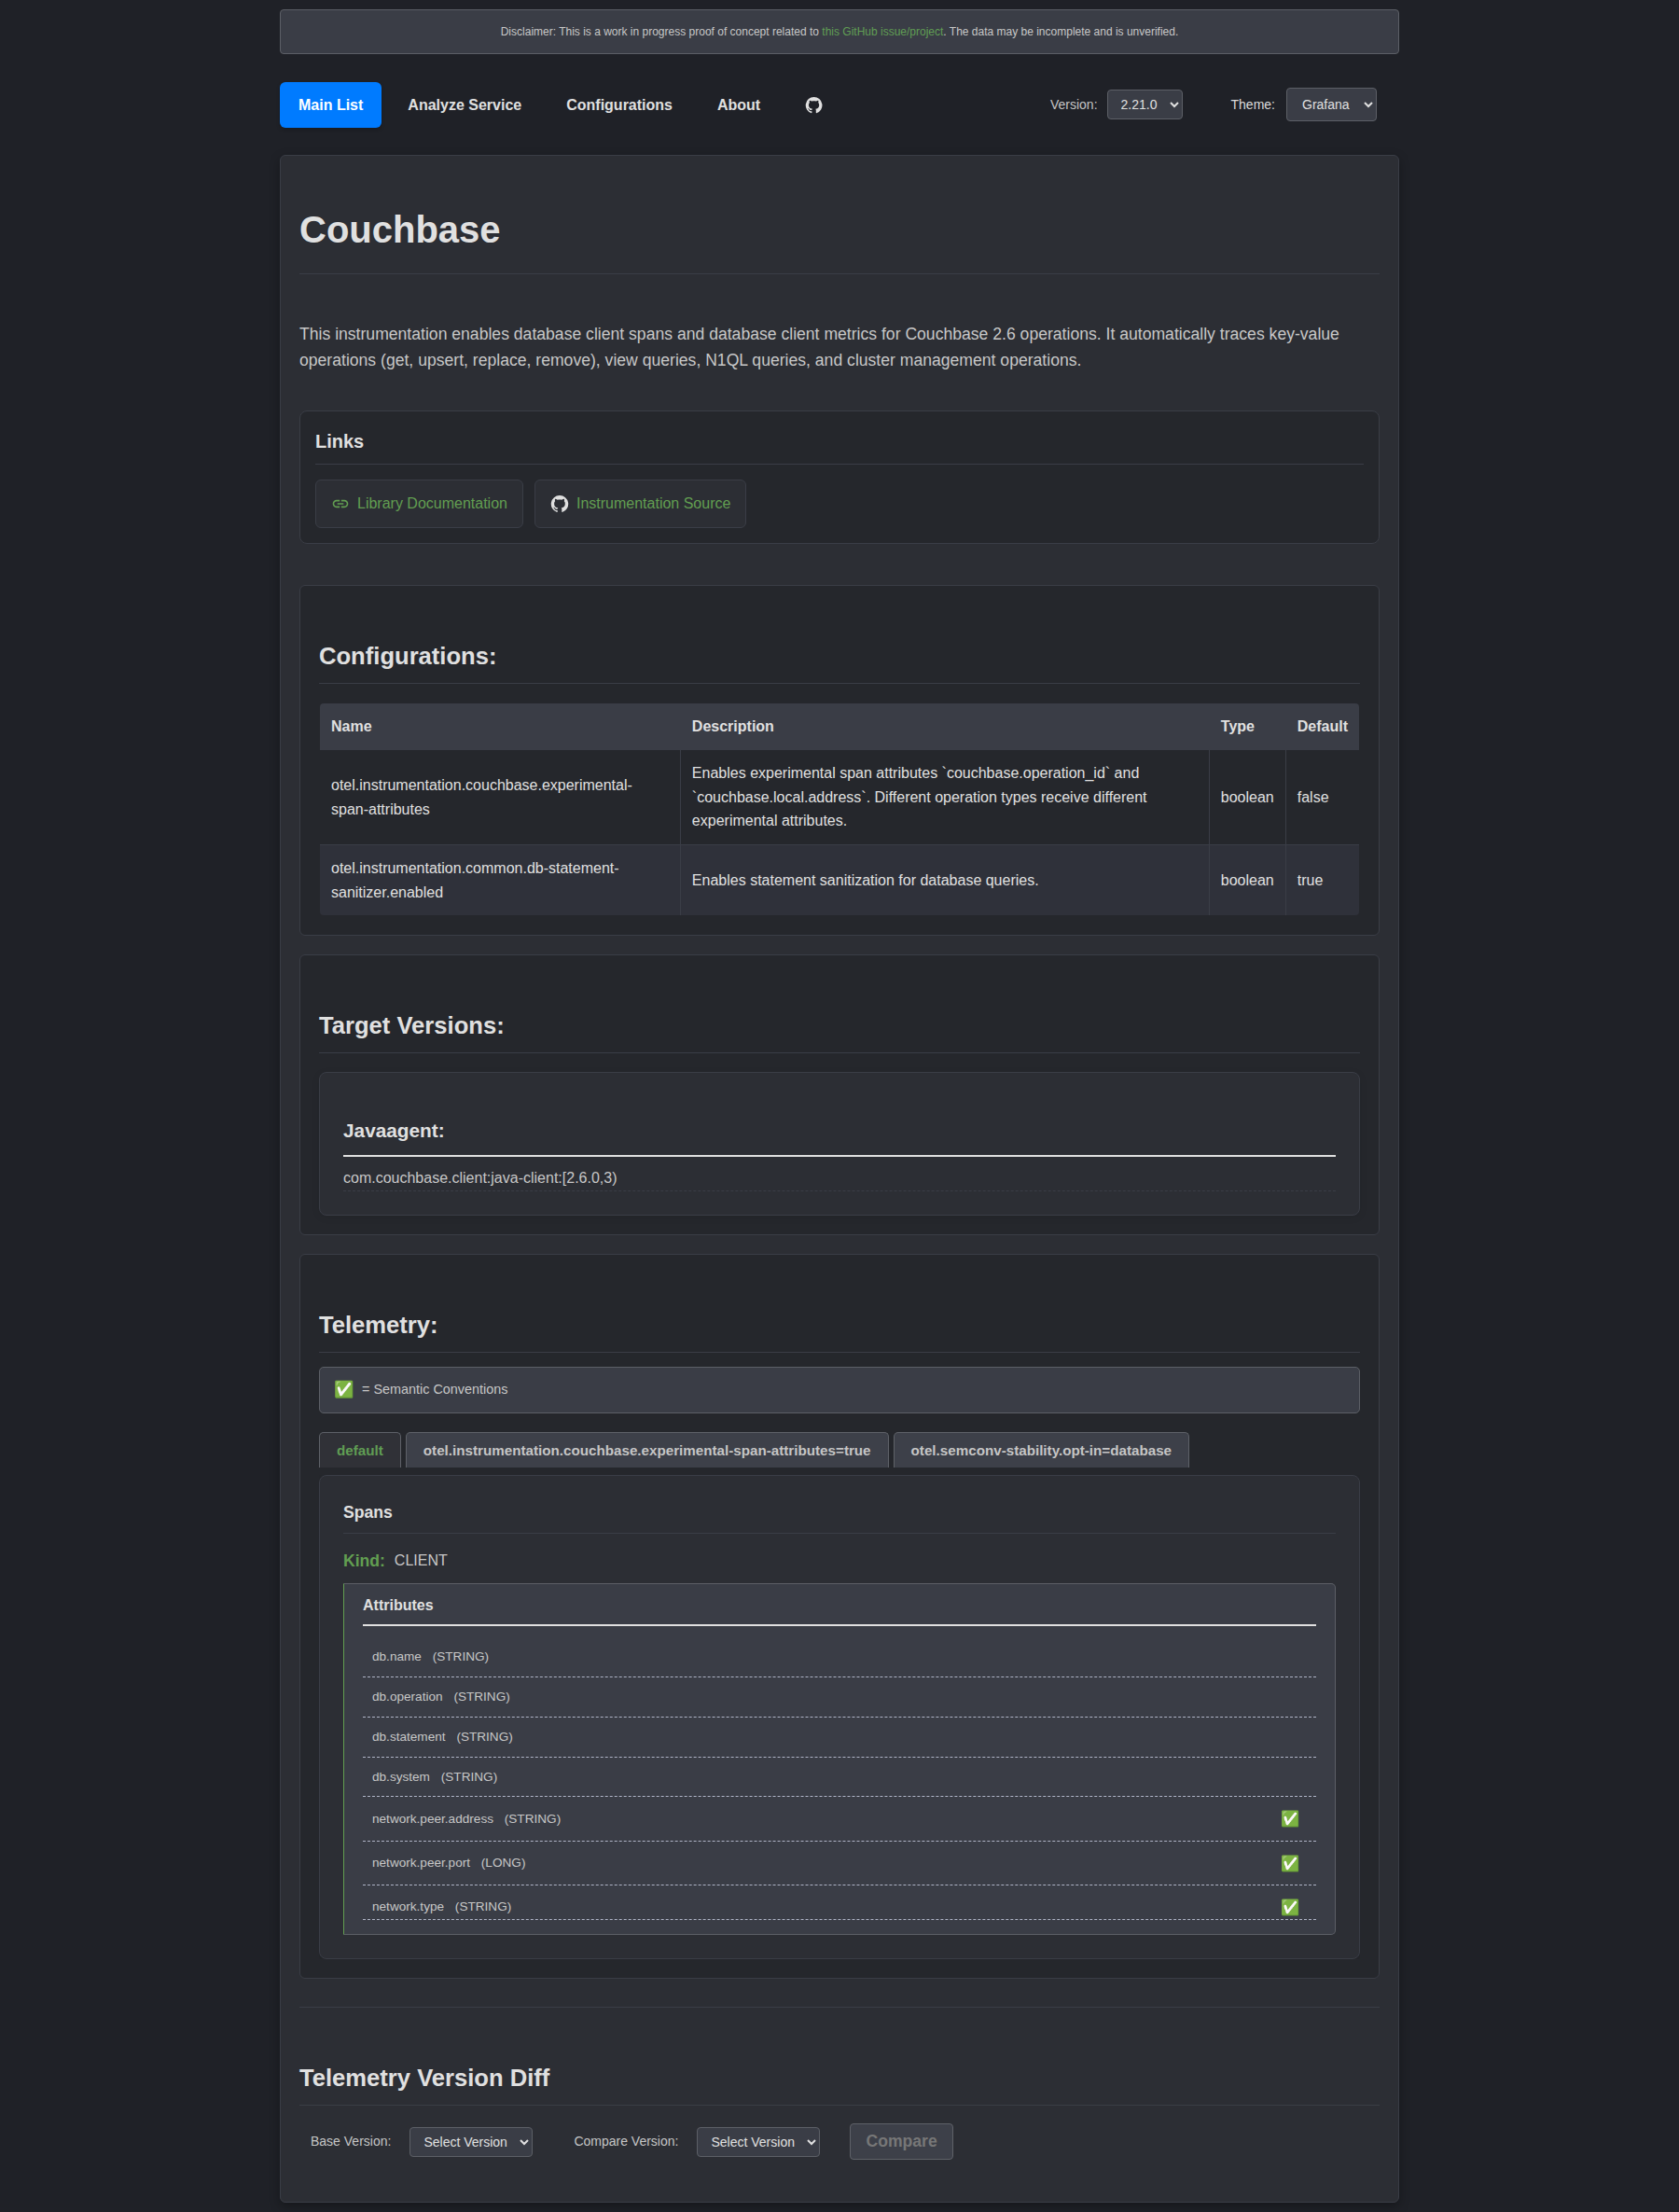 Disclaimer: This is a work in progress proof of concept related to this GitHub issue/project. The data may be incomplete and is unverified.
Main List Analyze Service Configurations About Version: 2.21.0 Theme: Grafana
Couchbase
This instrumentation enables database client spans and database client metrics for Couchbase 2.6 operations. It automatically traces key-value
operations (get, upsert, replace, remove), view queries, N1QL queries, and cluster management operations.
Links
Library Documentation Instrumentation Source
Configurations:
Name Description Type Default
otel.instrumentation.couchbase.experimental-
span-attributes
Enables experimental span attributes `couchbase.operation_id` and
`couchbase.local.address`. Different operation types receive different
experimental attributes.
boolean false
otel.instrumentation.common.db-statement-
sanitizer.enabled
Enables statement sanitization for database queries.
boolean true
Target Versions:
Javaagent:
com.couchbase.client:java-client:[2.6.0,3)
Telemetry:
✅ = Semantic Conventions
default otel.instrumentation.couchbase.experimental-span-attributes=true otel.semconv-stability.opt-in=database
Spans
Kind: CLIENT
Attributes
db.name (STRING)
db.operation (STRING)
db.statement (STRING)
db.system (STRING)
network.peer.address (STRING) ✅
network.peer.port (LONG) ✅
network.type (STRING) ✅
Telemetry Version Diff
Base Version: Select Version Compare Version: Select Version Compare